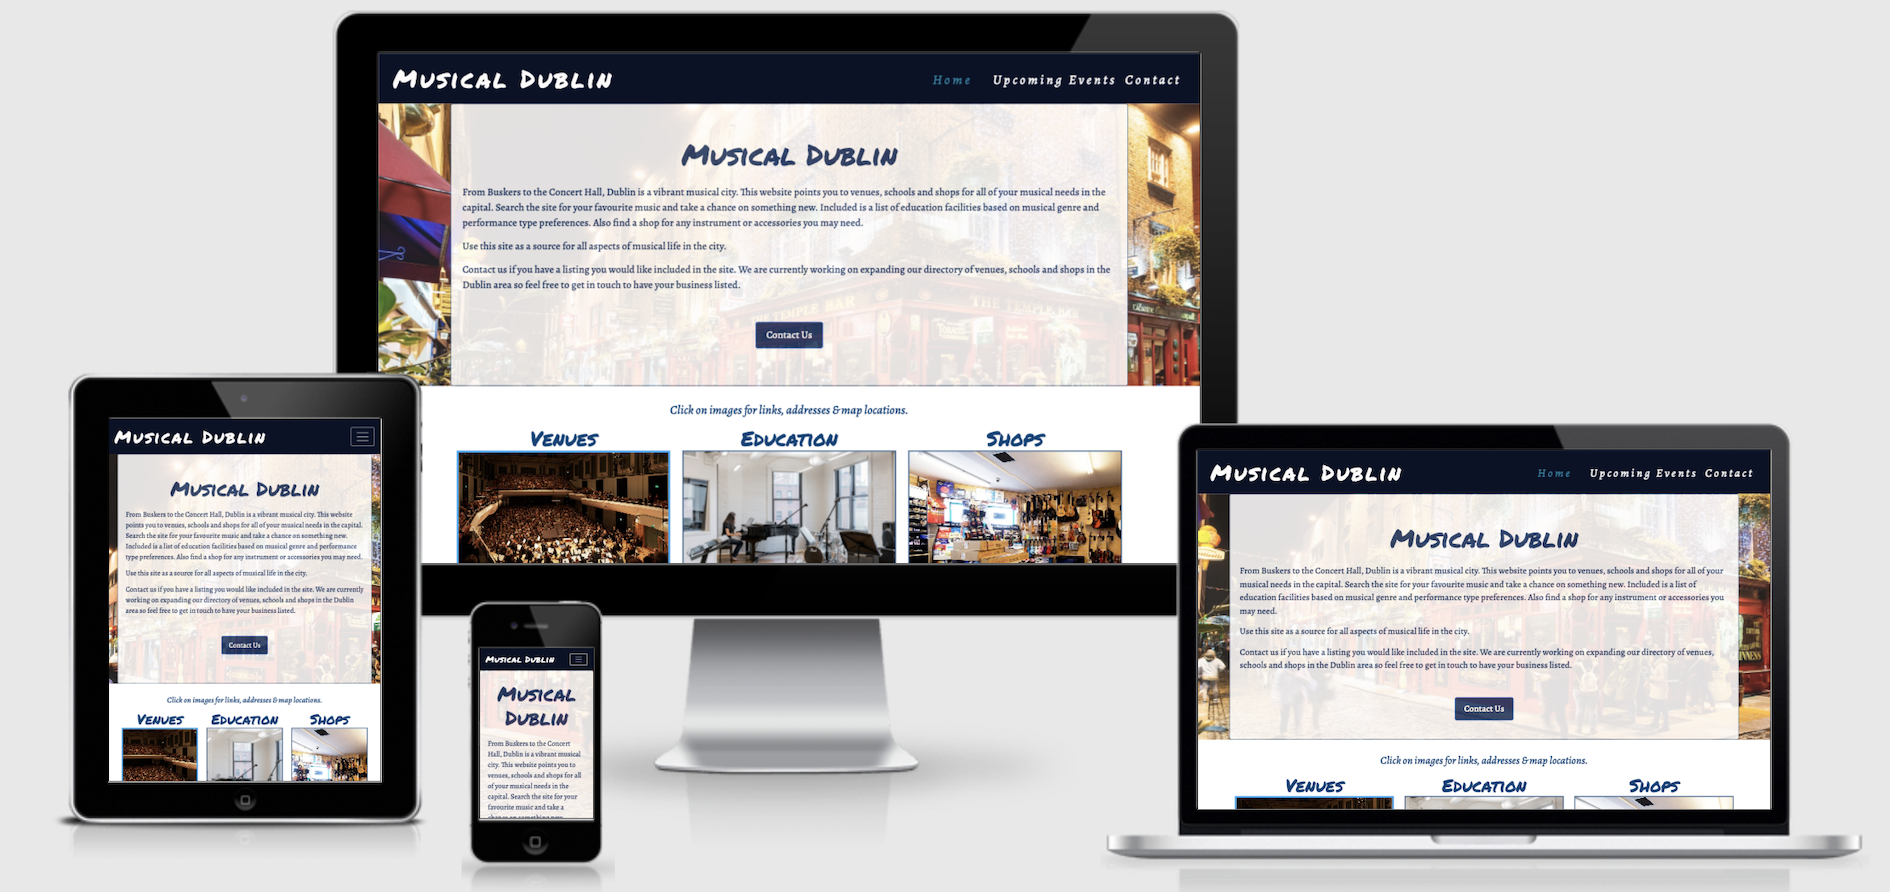 Musical Dublin
Home Upcoming Events Contact
Musical Dublin
From Buskers to the Concert Hall, Dublin is a vibrant musical city. This website points you to venues, schools and shops for all of your musical needs in the
capital. Search the site for your favourite music and take a chance on something new. Included is a list of education facilities based on musical genre and
performance type preferences. Also find a shop for any instrument or accessories you may need.
Use this site as a source for all aspects of musical life in the city.
Contact us if you have a listing you would like included in the site. We are currently working on expanding our directory of venues, schools and shops in the
Dublin area so feel free to get in touch to have your business listed.
THE TEMPLE BAR
THE TEMPLE BAR
Contact Us
Click on images for links, addresses & map locations.
Venues Education Shops
Musical Dublin
Musical Dublin
From Buskers to the Concert Hall, Dublin is a vibrant musical city. This website
points you to venues, schools and shops for all of your musical needs in the capital.
Search the site for your favourite music and take a chance on something new.
Included is a list of education facilities based on musical genre and performance
type preferences. Also find a shop for any instrument or accessories you may need.
Use this site as a source for all aspects of musical life in the city.
Contact us if you have a listing you would like included in the site. We are currently
working on expanding our directory of venues, schools and shops in the Dublin
area so feel free to get in touch to have your business listed.
Contact Us
Click on images for links, addresses & map locations.
Venues Education Shops
Musical Dublin
Musical
Dublin
From Buskers to the Concert
Hall, Dublin is a vibrant musical
city. This website points you to
venues, schools and shops for all
of your musical needs in the
capital. Search the site for your
favourite music and take a
chance on something new.
Musical Dublin
Home Upcoming Events Contact
Musical Dublin
From Buskers to the Concert Hall, Dublin is a vibrant musical city. This website points you to venues, schools and shops for all of your
musical needs in the capital. Search the site for your favourite music and take a chance on something new. Included is a list of
education facilities based on musical genre and performance type preferences. Also find a shop for any instrument or accessories you
may need.
Use this site as a source for all aspects of musical life in the city.
Contact us if you have a listing you would like included in the site. We are currently working on expanding our directory of venues,
schools and shops in the Dublin area so feel free to get in touch to have your business listed.
GUINNESS
Contact Us
Click on images for links, addresses & map locations.
Venues Education Shops